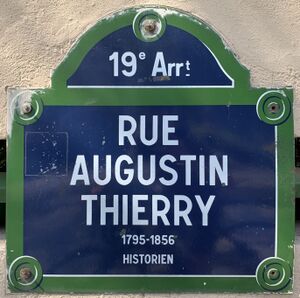 19e Arrt
RUE
AUGUSTIN
THIERRY
1795-1856
HISTORIEN